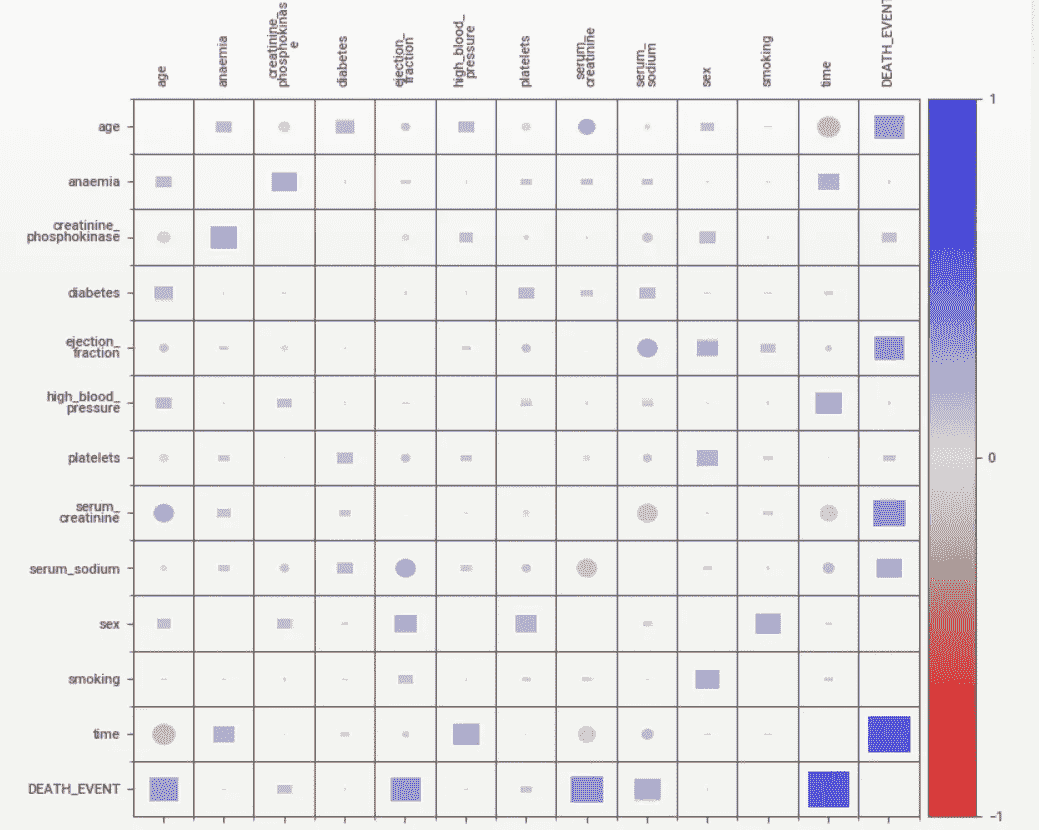 age
anaemia
creatinine_
phosphokinas
e
diabetes
ejection_
fraction
high_blood_
pressure
platelets
serum_
creatinine
serum_
sodium
sex
smoking
time
DEATH_EVENT
age
anaemia
creatinine_
phosphokinase
diabetes
ejection_
fraction
high_blood_
pressure
platelets
serum_
creatinine
serum_sodium
sex
smoking
time
DEATH_EVENT
1
0
-1